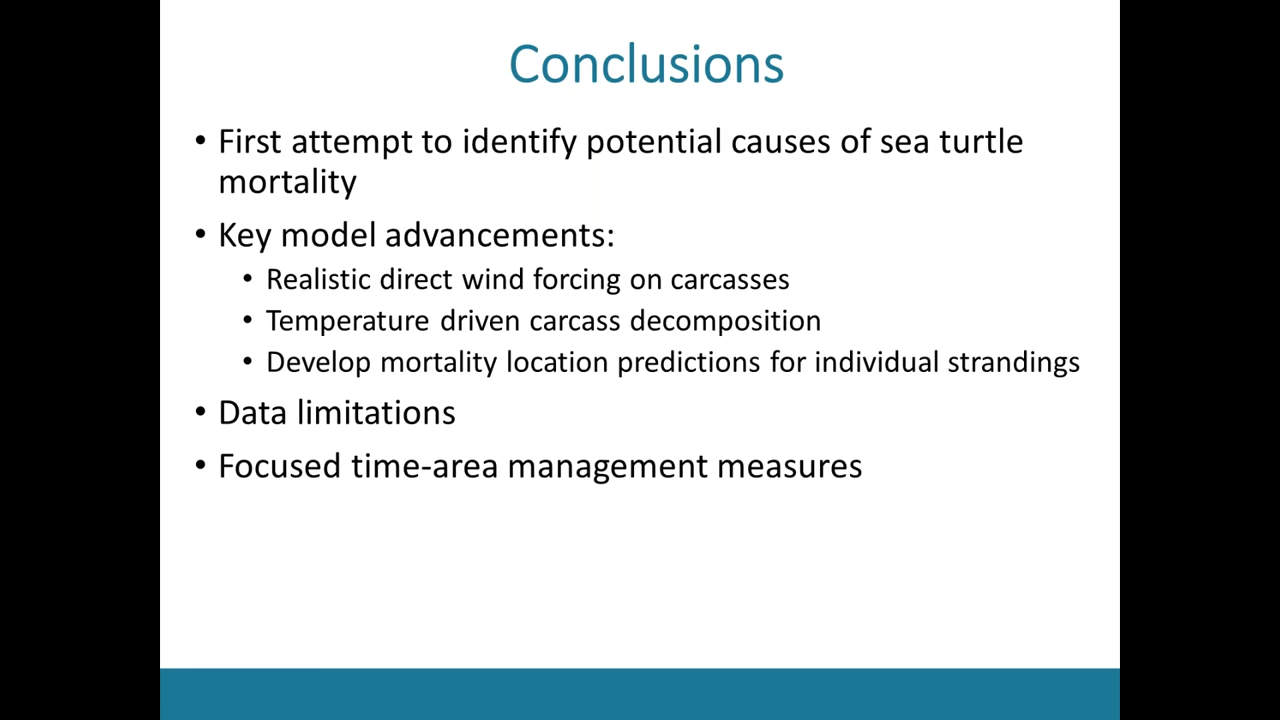 Conclusions
• First attempt to identify potential causes of sea turtle
mortality
• Key model advancements:
• Realistic direct wind forcing on carcasses
• Temperature driven carcass decomposition
• Develop mortality location predictions for individual strandings
• Data limitations
• Focused time-area management measures